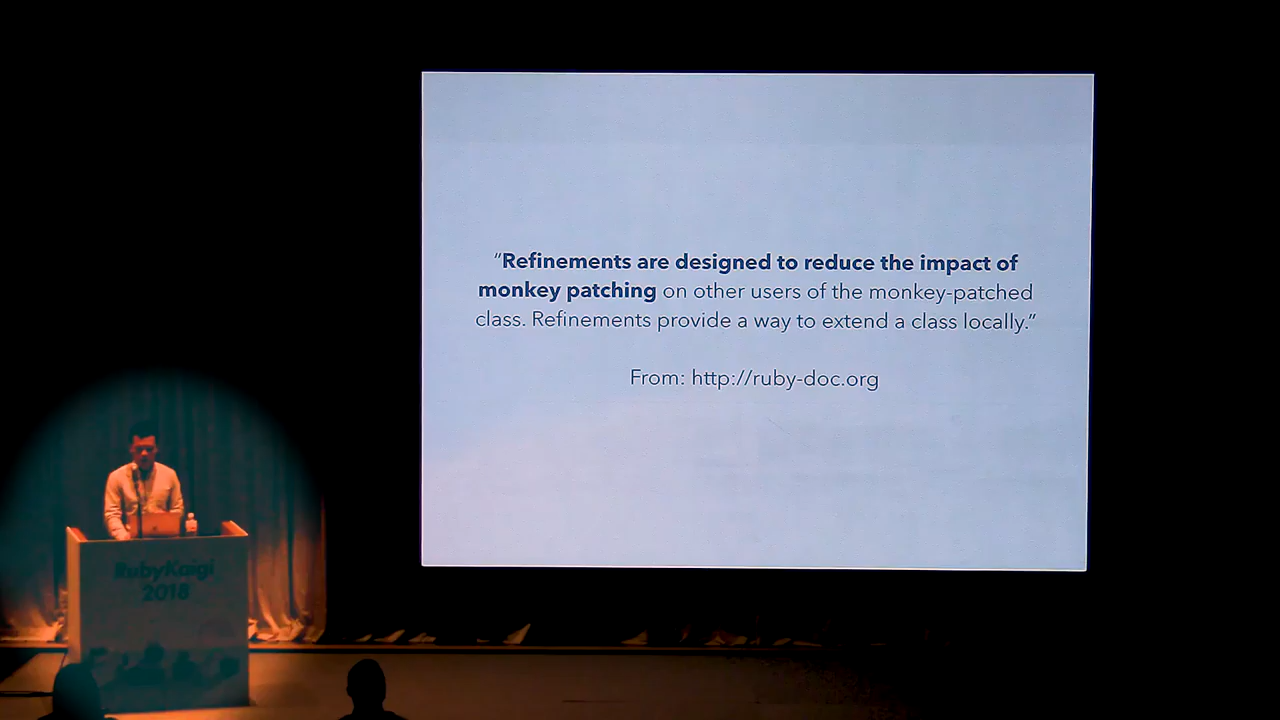 "Refinements are designed to reduce the impact of
monkey patching on other users of the monkey-patched
class. Refinements provide a way to extend a class locally."
From: http://ruby-doc.org
RubyKaigi
2018